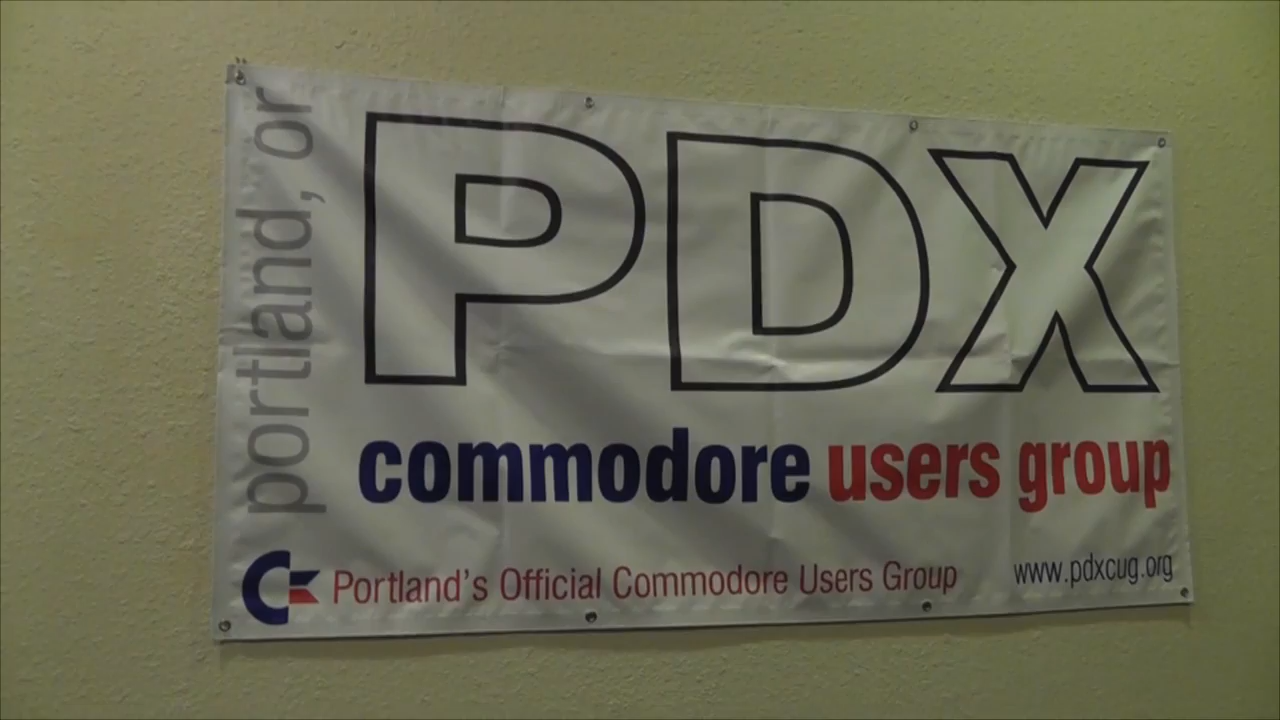 portland, or
PDX
commodore users group
Portland's Official Commodore Users Group
www.pdxcug.org